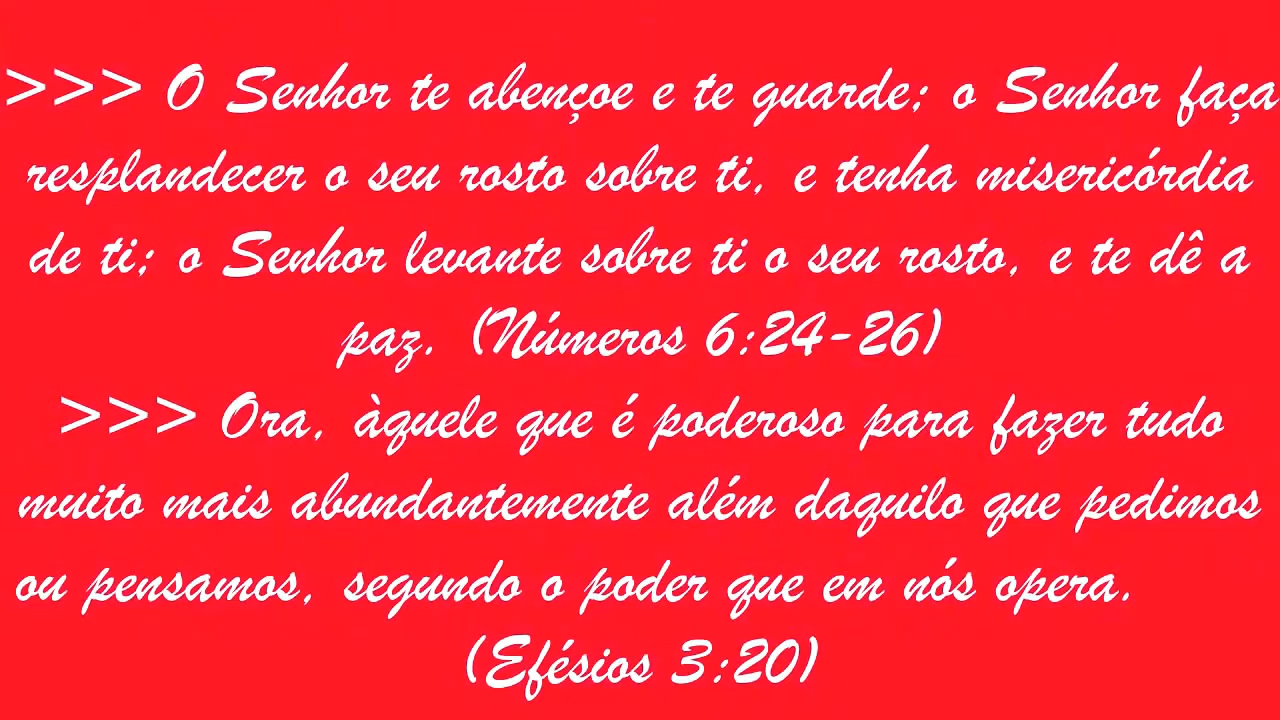 >>> O Senhor te abençoe e te guarde; o Senhor faça
resplandecer o seu rosto sobre ti, e tenha misericórdia
de ti; o Senhor levante sobre ti o seu rosto, e te dê a
paz. (Números 6:24-26)
>>> Ora, àquele que é poderoso para fazer tudo
muito mais abundantemente além daquilo que pedimos
ou pensamos, segundo o poder que em nós opera.
(Efésios 3:20)